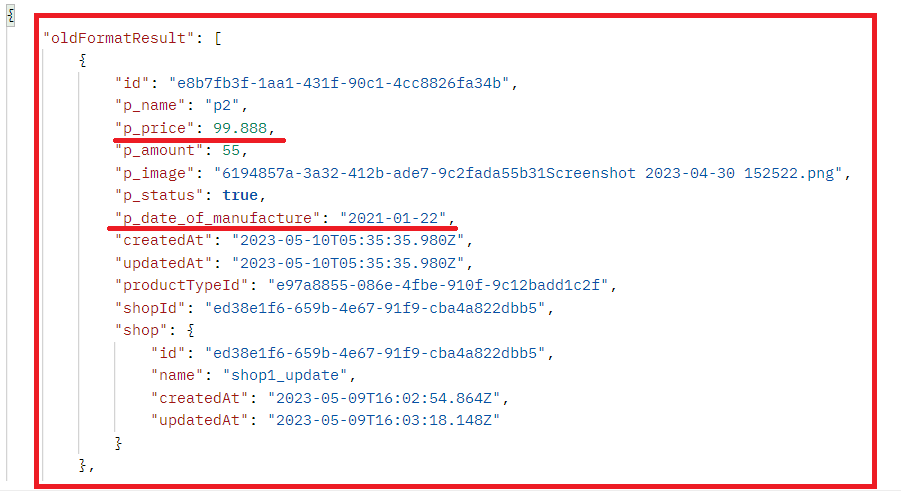 {
"oldFormatResult": [
{
"id": "e8b7fb3f-1aa1-431f-90c1-4cc8826fa34b",
"p_name": "p2",
"p_price": 99.888,
"p_amount": 55,
"p_image": "6194857a-3a32-412b-ade7-9c2fada55b31Screenshot 2023-04-30 152522.png",
"p_status": true,
"p_date_of_manufacture": "2021-01-22",
"createdAt": "2023-05-10T05:35:35.980Z",
"updatedAt": "2023-05-10T05:35:35.980Z",
"productTypeId": "e97a8855-086e-4fbe-910f-9c12badd1c2f",
"shopId": "ed38e1f6-659b-4e67-91f9-cba4a822dbb5",
"shop": {
"id": "ed38e1f6-659b-4e67-91f9-cba4a822dbb5",
"name": "shop1_update",
"createdAt": "2023-05-09T16:02:54.864Z",
"updatedAt": "2023-05-09T16:03:18.148Z"
}
},